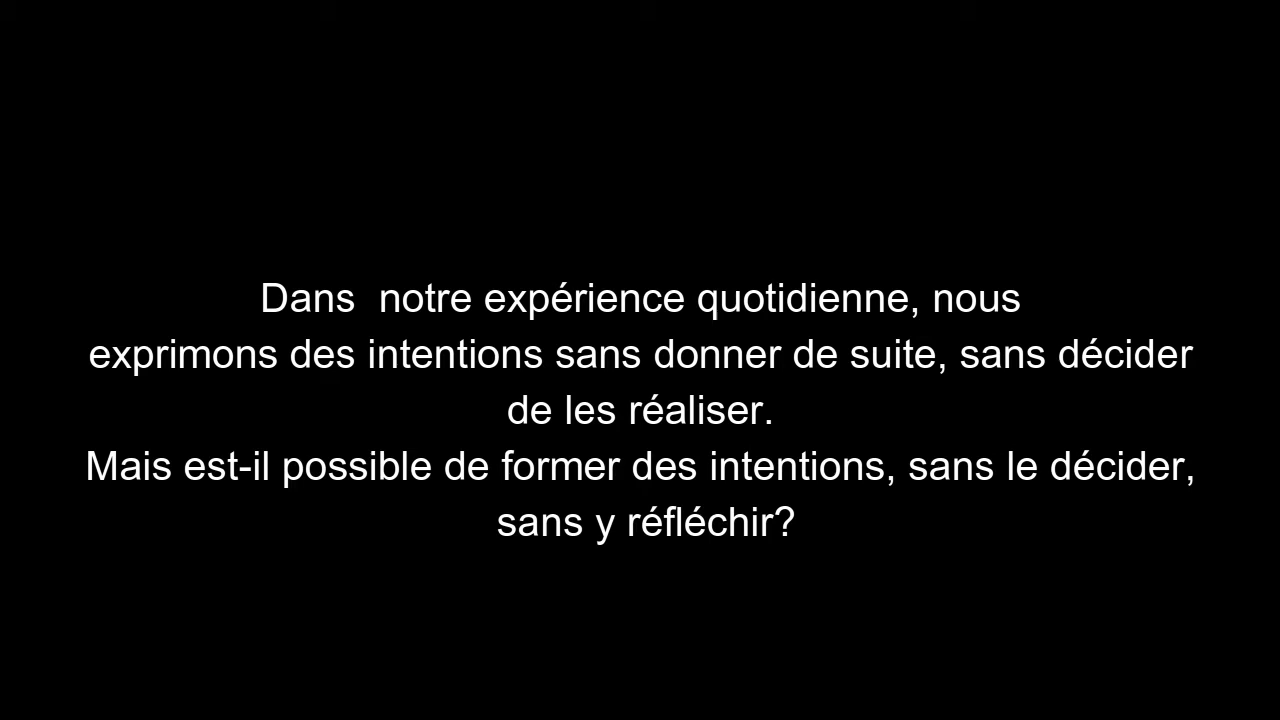 Dans  notre expérience quotidienne, nous
exprimons des intentions sans donner de suite, sans décider
de les réaliser.
Mais est-il possible de former des intentions, sans le décider,
sans y réfléchir?